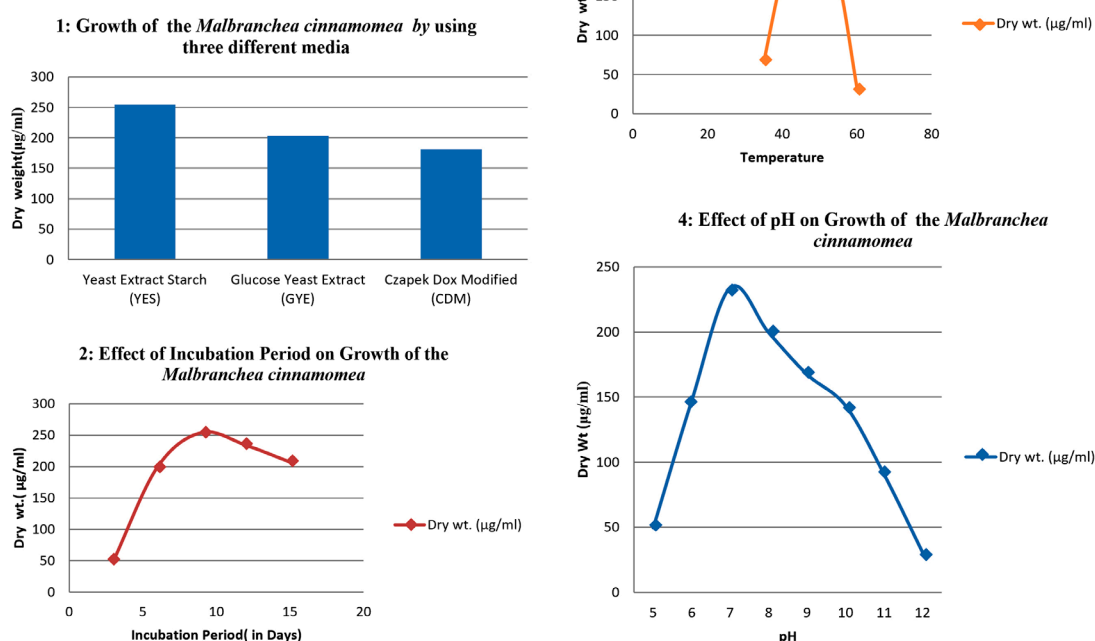 1: Growth of the Malbranchea cinnamomea by using
three different media
300
250
200
150
100
50
0
Dry weight(µg/ml)
Yeast Extract Starch
(YES)
Glucose Yeast Extract
(GYE)
Czapek Dox Modified
(CDM)
2: Effect of Incubation Period on Growth of the
Malbranchea cinnamomea
300
250
200
150
100
50
0
Dry wt.( µg/ml)
0 5 10 15 20
Incubation Period( in Days)
Dry wt. (µg/ml)
100
50
0
0 20 40 60 80
Temperature
Dry wt. (µg/ml)
4: Effect of pH on Growth of the Malbranchea
cinnamomea
250
200
150
100
50
0
Dry Wt (µg/ml)
5 6 7 8 9 10 11 12
pH
Dry wt. (µg/ml)